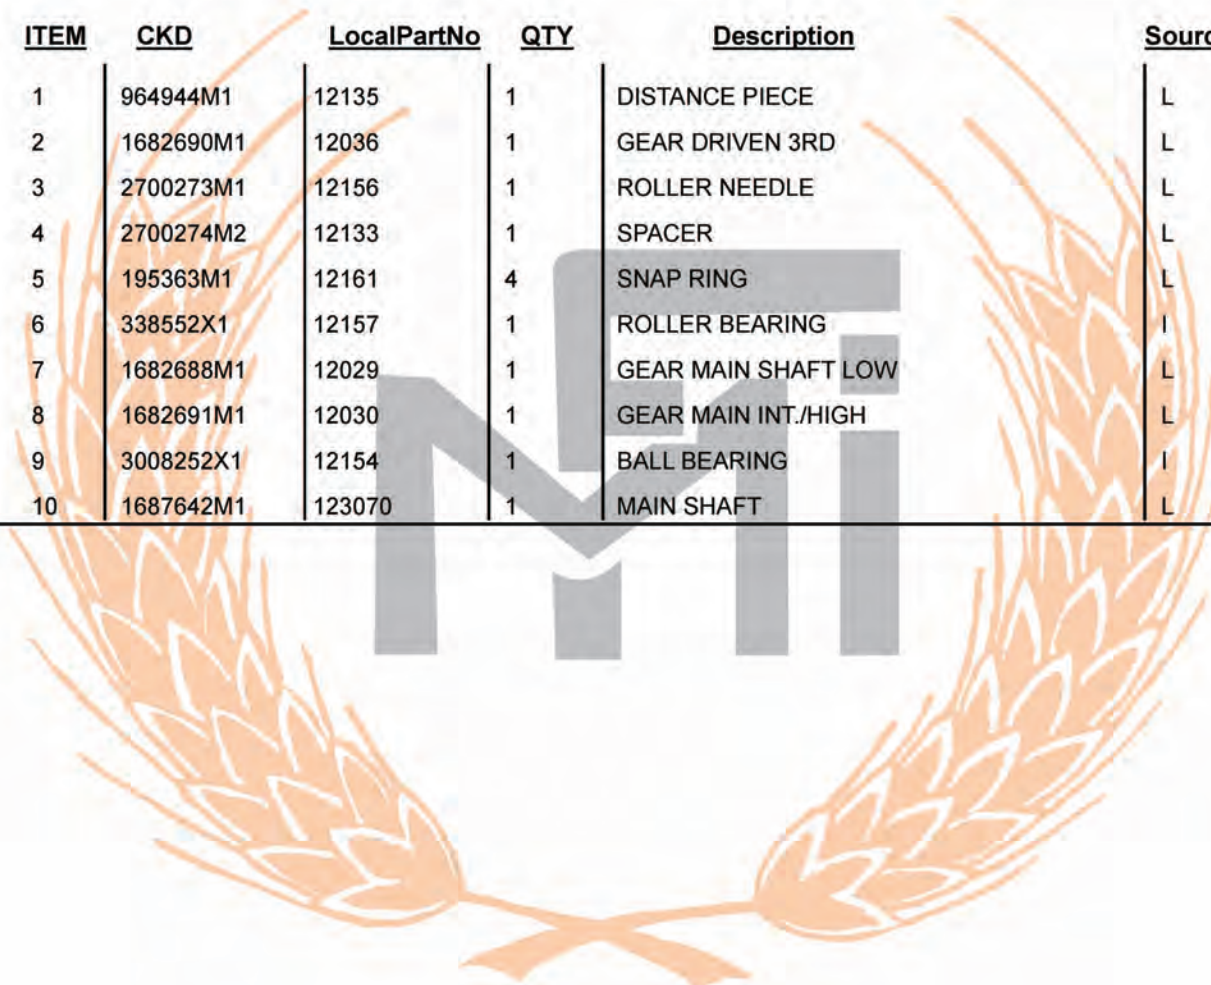 ITEM CKD LocalPartNo QTY Description Sourc
1 964944M1 12135 1 DISTANCE PIECE L
2 1682690M1 12036 1 GEAR DRIVEN 3RD L
3 2700273M1 12156 1 ROLLER NEEDLE L
4 2700274M2 12133 1 SPACER L
5 195363M1 12161 4 SNAP RING L
6 338552X1 12157 1 ROLLER BEARING I
7 1682688M1 12029 1 GEAR MAIN SHAFT LOW L
8 1682691M1 12030 1 GEAR MAIN INT./HIGH L
9 3008252X1 12154 1 BALL BEARING I
10 1687642M1 123070 1 MAIN SHAFT L